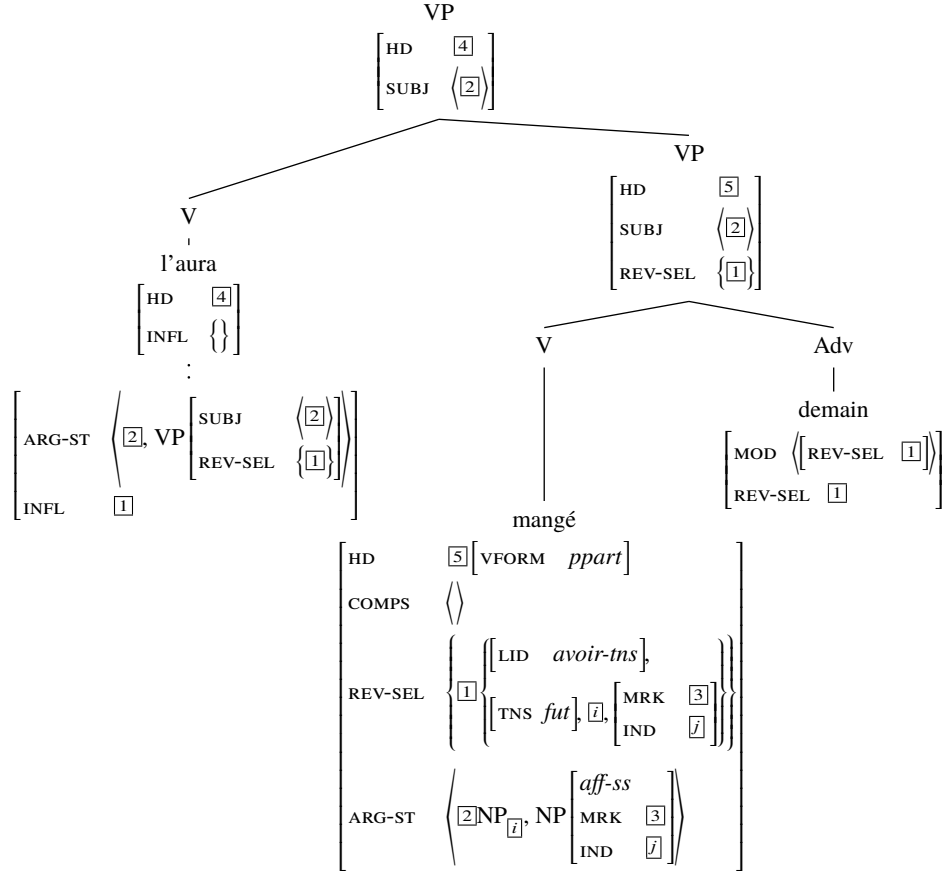 VP
[HD [4]
SUBJ ⟨[2]⟩]
VP
[HD [5]
SUBJ ⟨[2]⟩
REV-SEL {[1]}]
V
l'aura
[HD [4]
INFL {}]
⋮
[ARG-ST ⟨[2], VP [SUBJ ⟨[2]⟩
REV-SEL {[1]}]⟩
INFL [1]]
V
mangé
[HD [5] [VFORM ppart]
COMPS ⟨⟩
REV-SEL {[1] {[LID avoir-tns],
[TNS fut], [i], [MRK [3]
IND [j]]}}
ARG-ST ⟨[2]NP[i], NP [aff-ss
MRK [3]
IND [j]]⟩]
Adv
demain
[MOD ⟨[REV-SEL [1]]⟩
REV-SEL [1]]